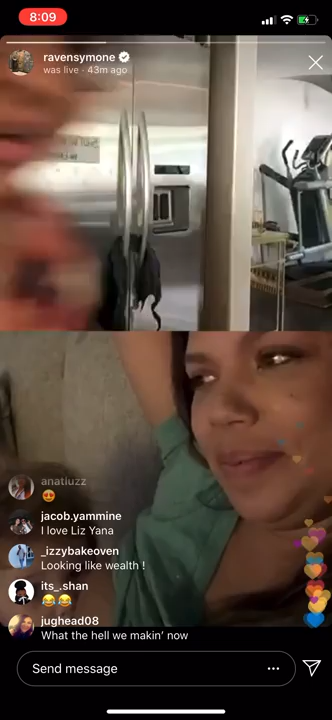 8:09
ravensymone
was live · 43m ago
anatiuzz
😍
jacob.yammine
I love Liz Yana
_izzybakeoven
Looking like wealth !
its_.shan
😂😂
jughead08
What the hell we makin' now
Send message